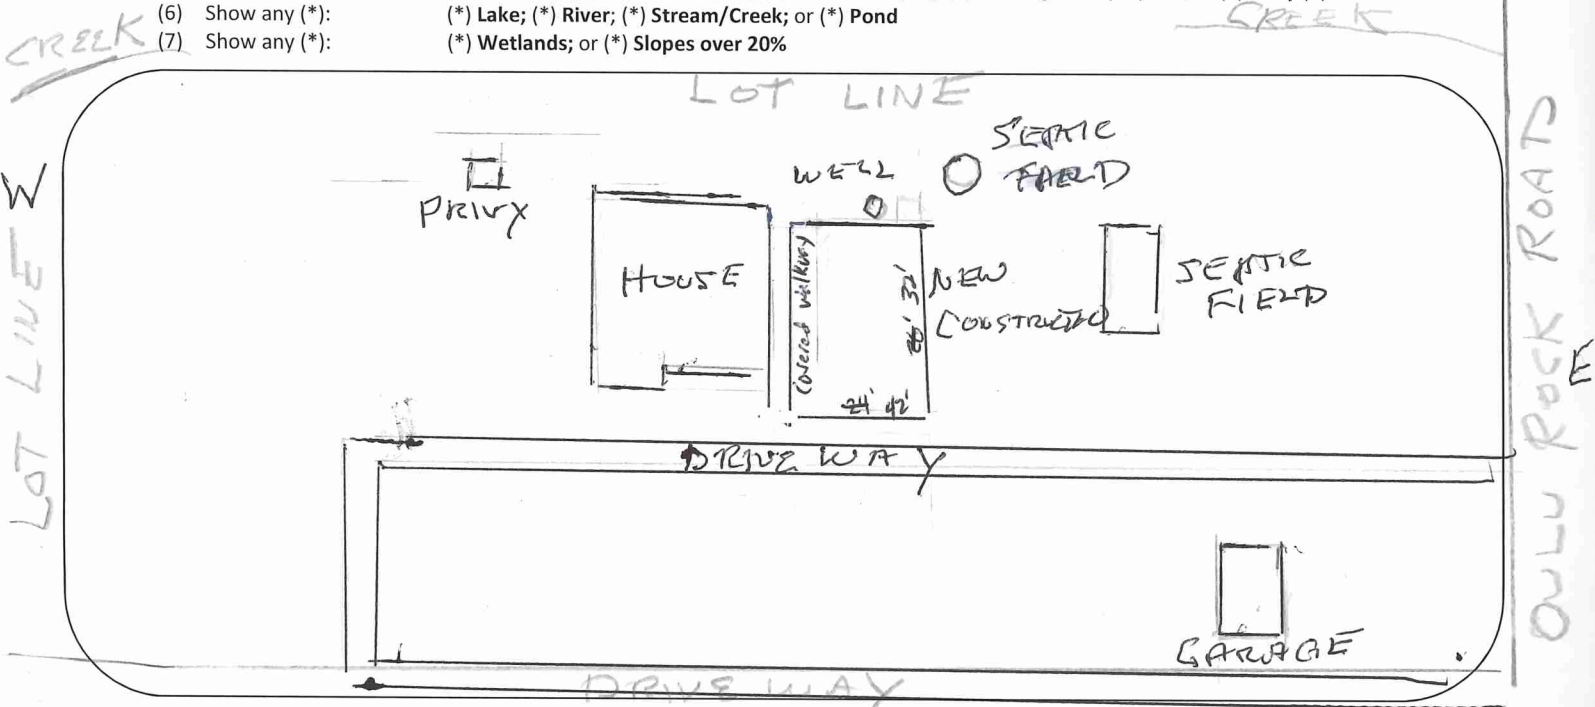 (6) Show any (*): (*) Lake; (*) River; (*) Stream/Creek; or (*) Pond
(7) Show any (*): (*) Wetlands; or (*) Slopes over 20%
CREEK
CREEK
LOT LINE
W
LOT LINE
PRIVY
HOUSE
WELL
SEPTIC
FIELD
Covered walkway
26' 32'
24' 42'
NEW
CONSTRUCTED
SEPTIC
FIELD
DRIVE WAY
GARAGE
DRIVE WAY
OULU ROCK ROAD
E